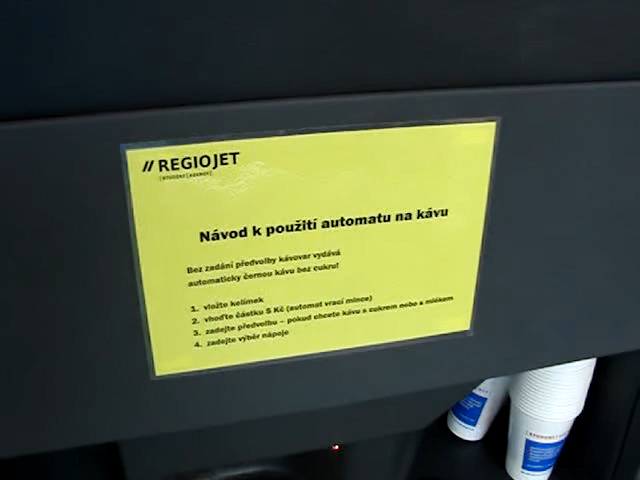 // REGIOJET
[STUDENT[AGENCY]
Návod k použití automatu na kávu
Bez zadání předvolby kávovar vydává
automaticky černou kávu bez cukru!
1. vložte kelímek
2. vhoďte částku 5 Kč (automat vrací mince)
3. zadejte předvolbu – pokud chcete kávu s cukrem nebo s mlékem
4. zadejte výběr nápoje